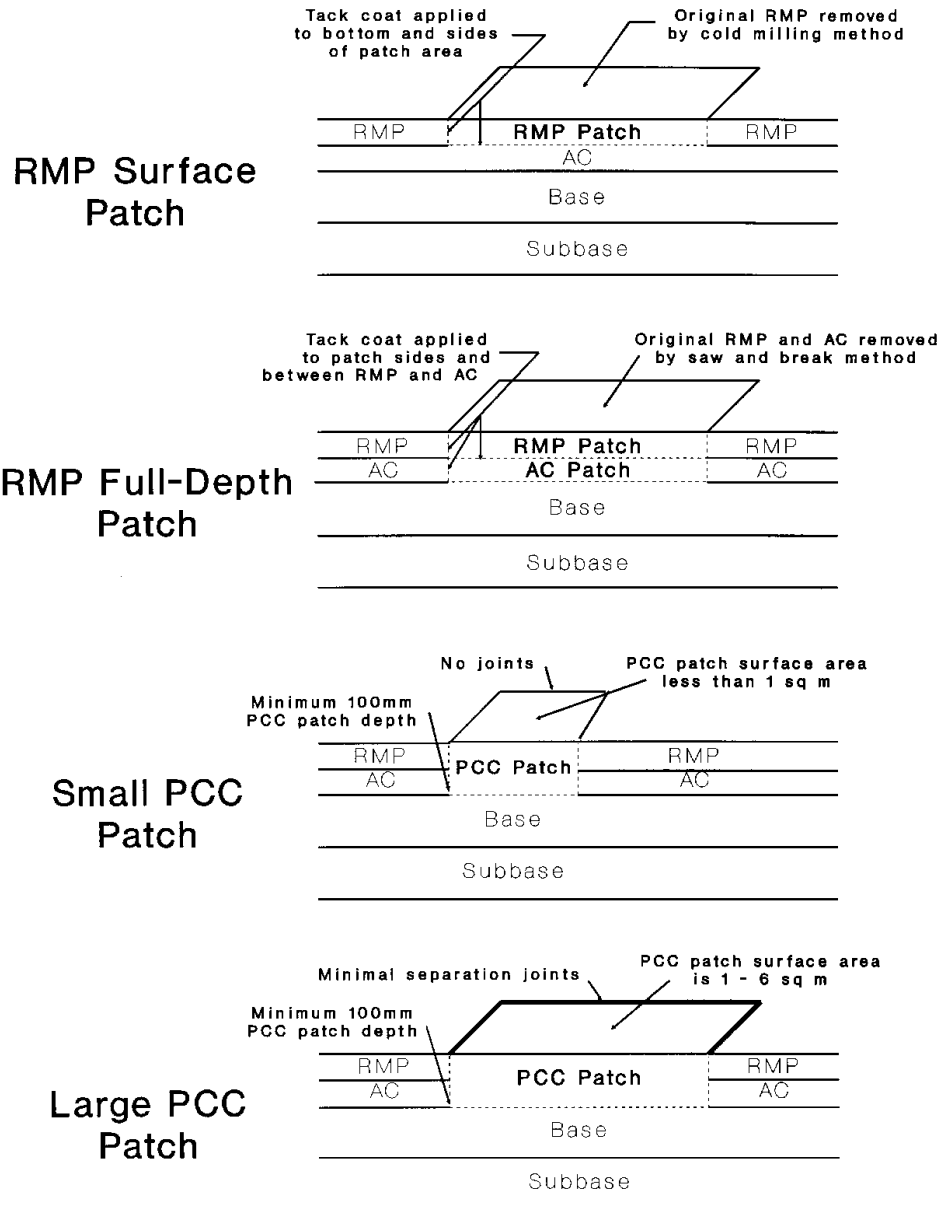 Tack coat applied
to bottom and sides
of patch area
Original RMP removed
by cold milling method
RMP
RMP Patch
RMP
AC
Base
Subbase
RMP Surface
Patch
Tack coat applied
to patch sides and
between RMP and AC
Original RMP and AC removed
by saw and break method
RMP
RMP Patch
RMP
AC
AC Patch
AC
Base
Subbase
RMP Full-Depth
Patch
No joints
PCC patch surface area
less than 1 sq m
Minimum 100mm
PCC patch depth
RMP
PCC Patch
RMP
AC
AC
Base
Subbase
Small PCC
Patch
Minimal separation joints
PCC patch surface area
is 1 - 6 sq m
Minimum 100mm
PCC patch depth
RMP
PCC Patch
RMP
AC
AC
Base
Subbase
Large PCC
Patch